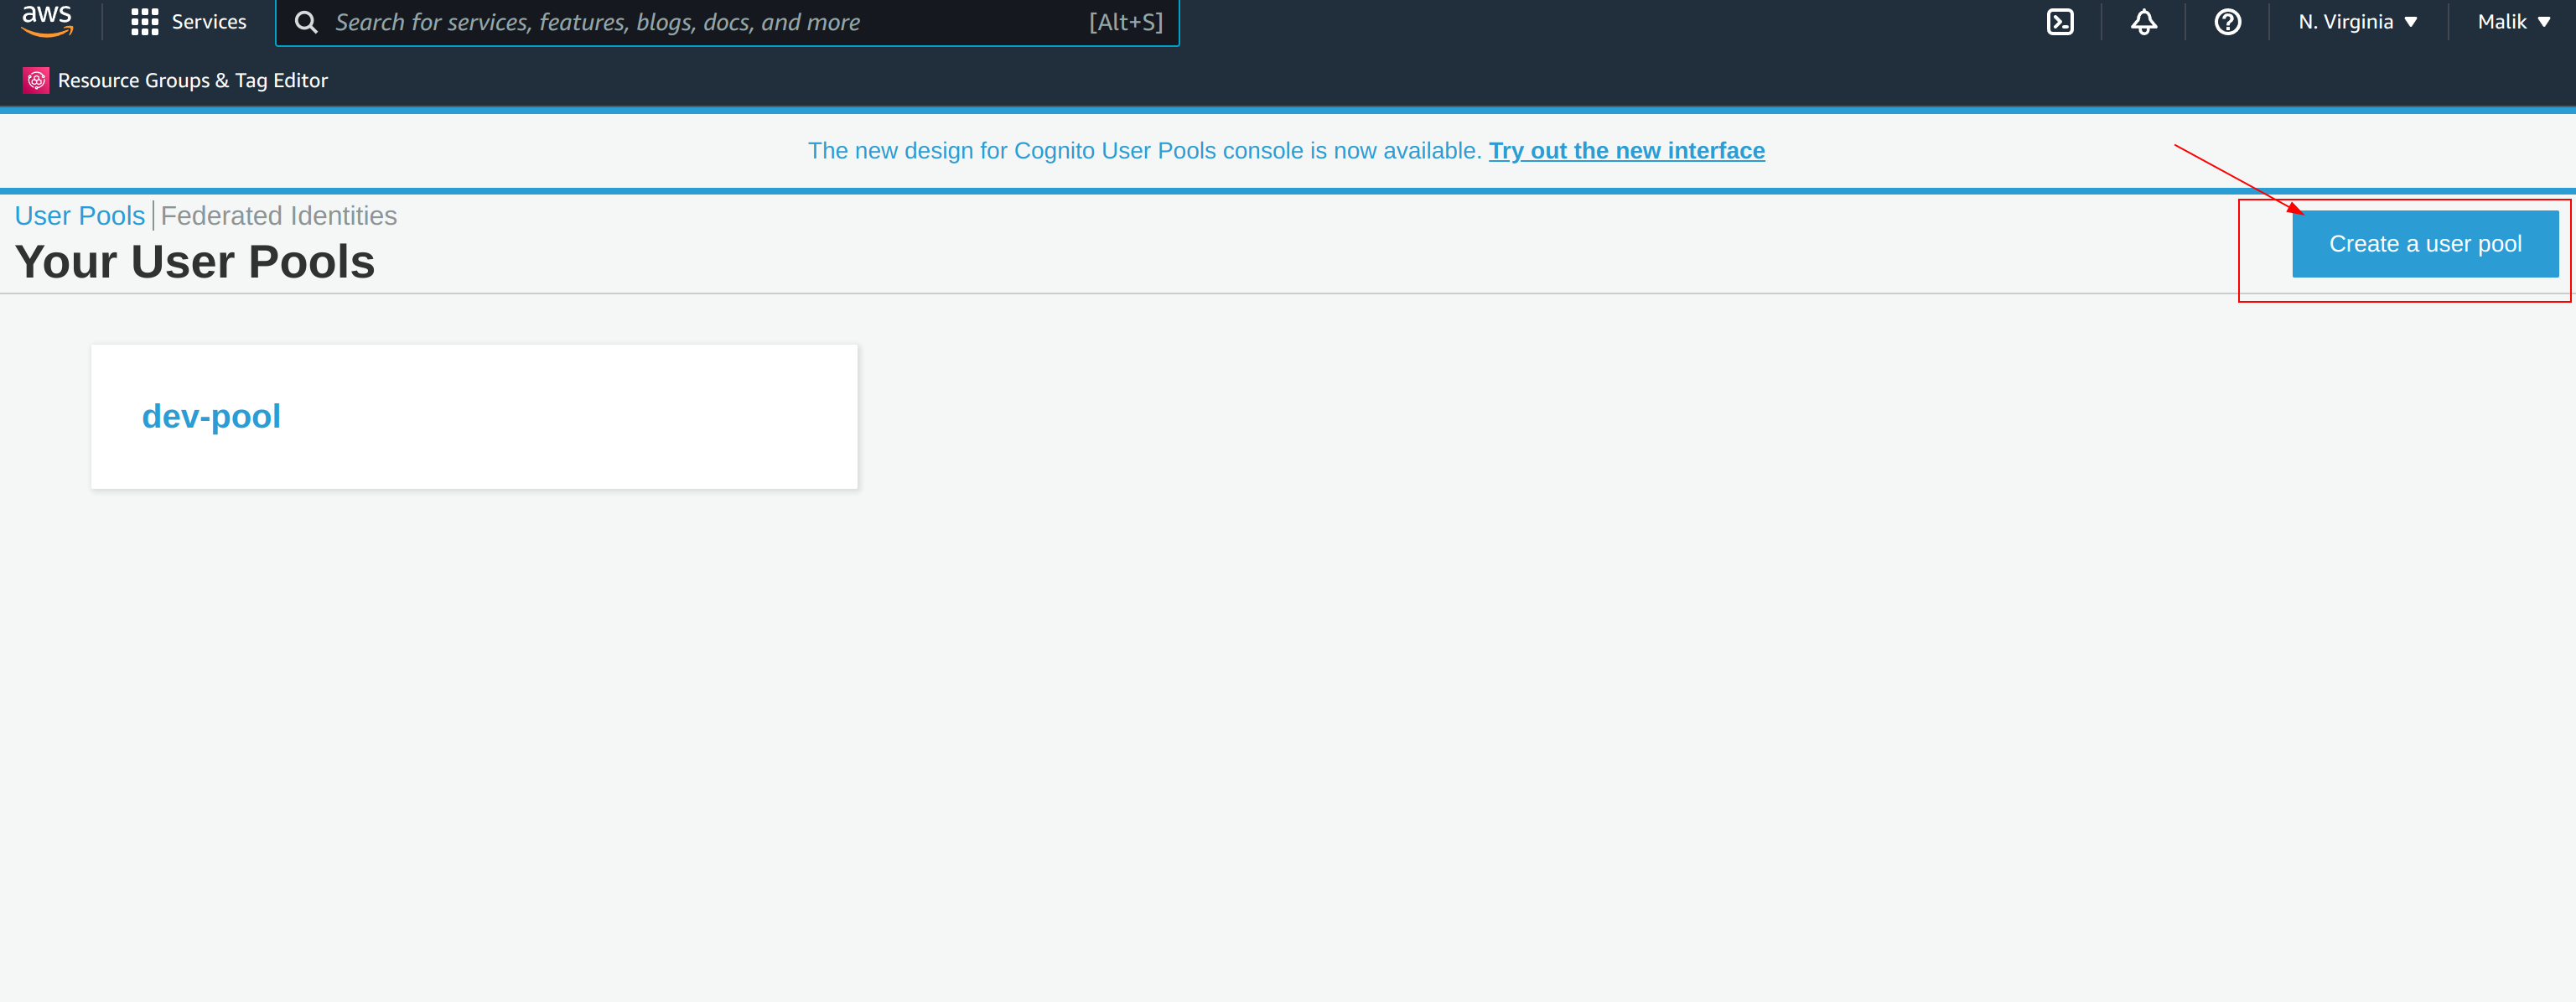 aws Services Search for services, features, blogs, docs, and more [Alt+S] N. Virginia Malik
Resource Groups & Tag Editor
The new design for Cognito User Pools console is now available. Try out the new interface
User Pools Federated Identities
Your User Pools
Create a user pool
dev-pool